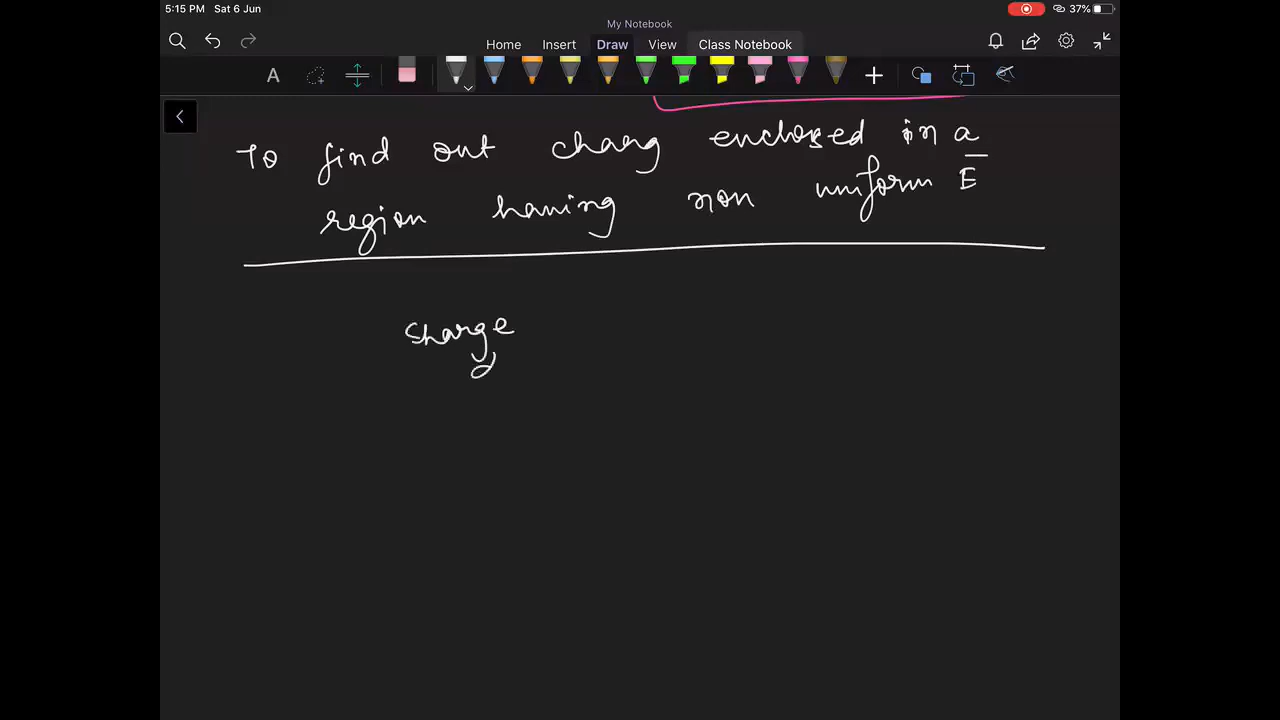 5:15 PM Sat 6 Jun 37%
My Notebook
Home Insert Draw View Class Notebook
A
To find out charg enclosed in a
region having non uniform E
charge